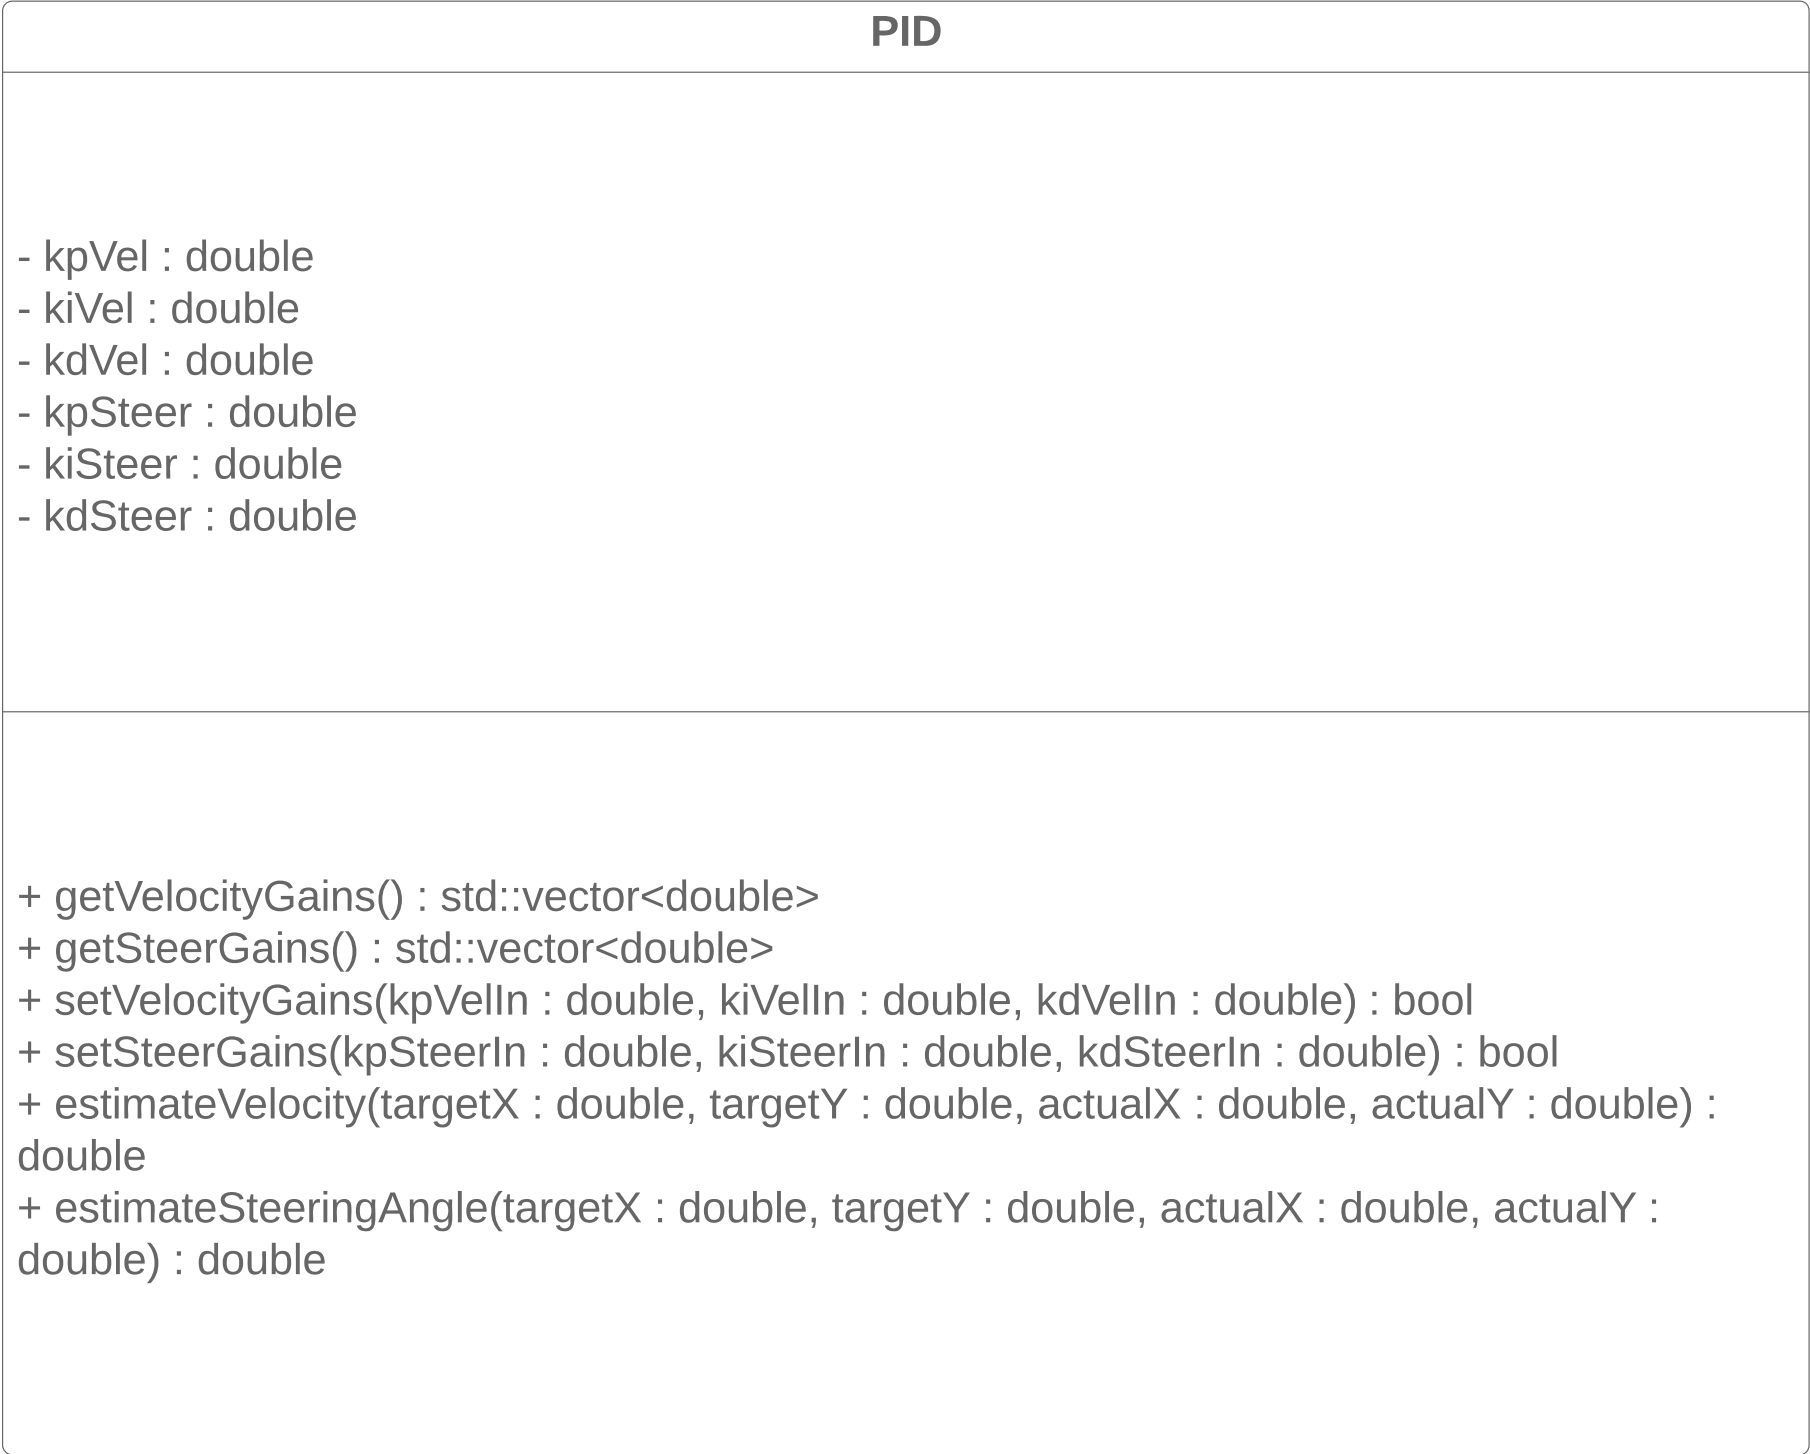 PID
- kpVel : double
- kiVel : double
- kdVel : double
- kpSteer : double
- kiSteer : double
- kdSteer : double
+ getVelocityGains() : std::vector<double>
+ getSteerGains() : std::vector<double>
+ setVelocityGains(kpVelIn : double, kiVelIn : double, kdVelIn : double) : bool
+ setSteerGains(kpSteerIn : double, kiSteerIn : double, kdSteerIn : double) : bool
+ estimateVelocity(targetX : double, targetY : double, actualX : double, actualY : double) :
double
+ estimateSteeringAngle(targetX : double, targetY : double, actualX : double, actualY :
double) : double